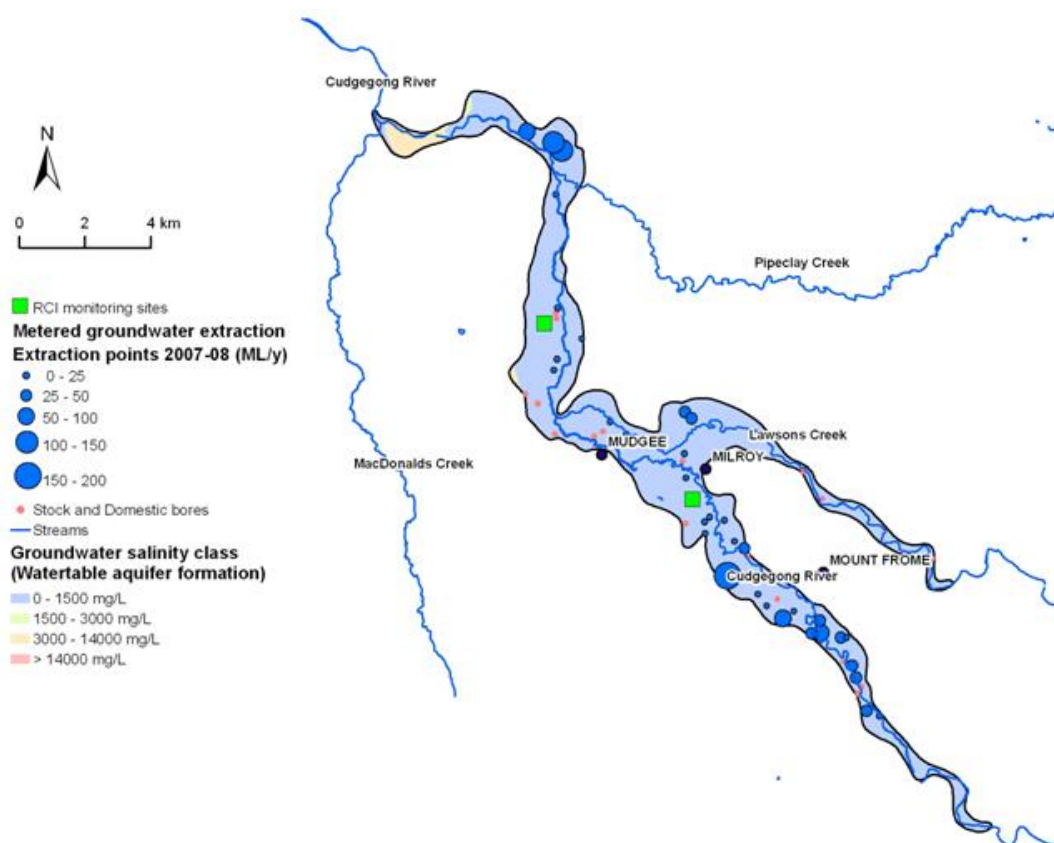 Cudgegong River
N
0 2 4 km
Pipeclay Creek
RCI monitoring sites
Metered groundwater extraction
Extraction points 2007-08 (ML/y)
0 - 25
25 - 50
50 - 100
100 - 150
150 - 200
Stock and Domestic bores
Streams
Groundwater salinity class
(Watertable aquifer formation)
0 - 1500 mg/L
1500 - 3000 mg/L
3000 - 14000 mg/L
> 14000 mg/L
MacDonalds Creek
MUDGEE
Lawsons Creek
MILROY
MOUNT FROME
Cudgegong River